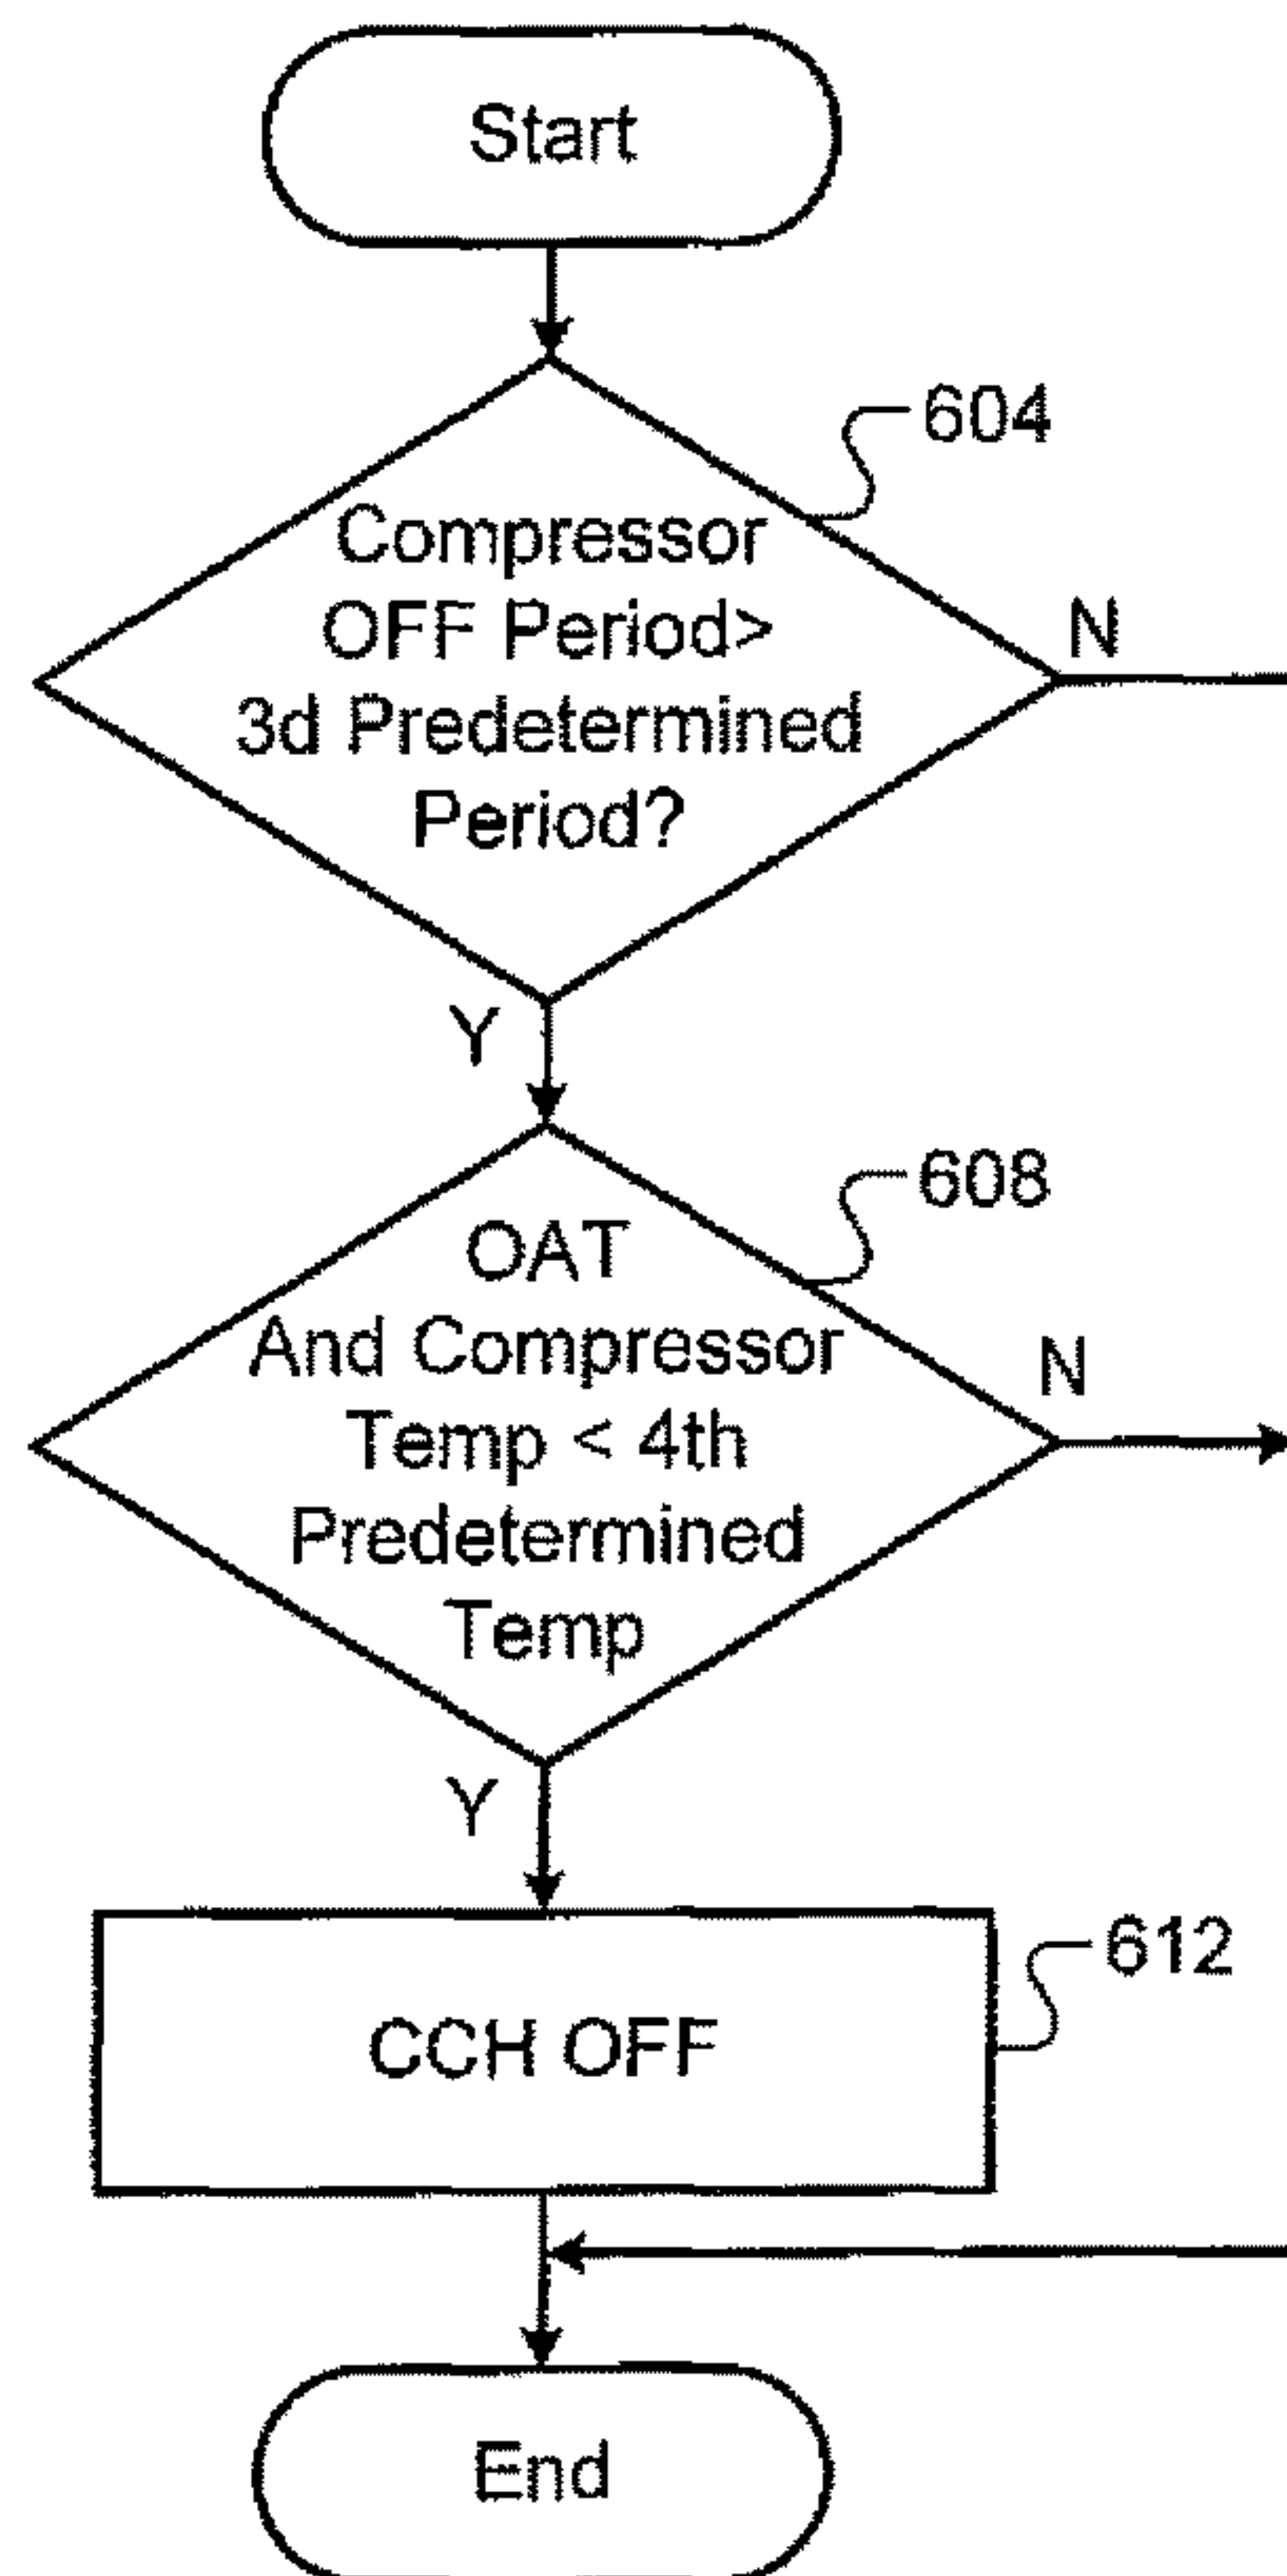 Start
604
Compressor
OFF Period>
3d Predetermined
Period?
N
Y
608
OAT
And Compressor
Temp < 4th
Predetermined
Temp
N
Y
612
CCH OFF
End